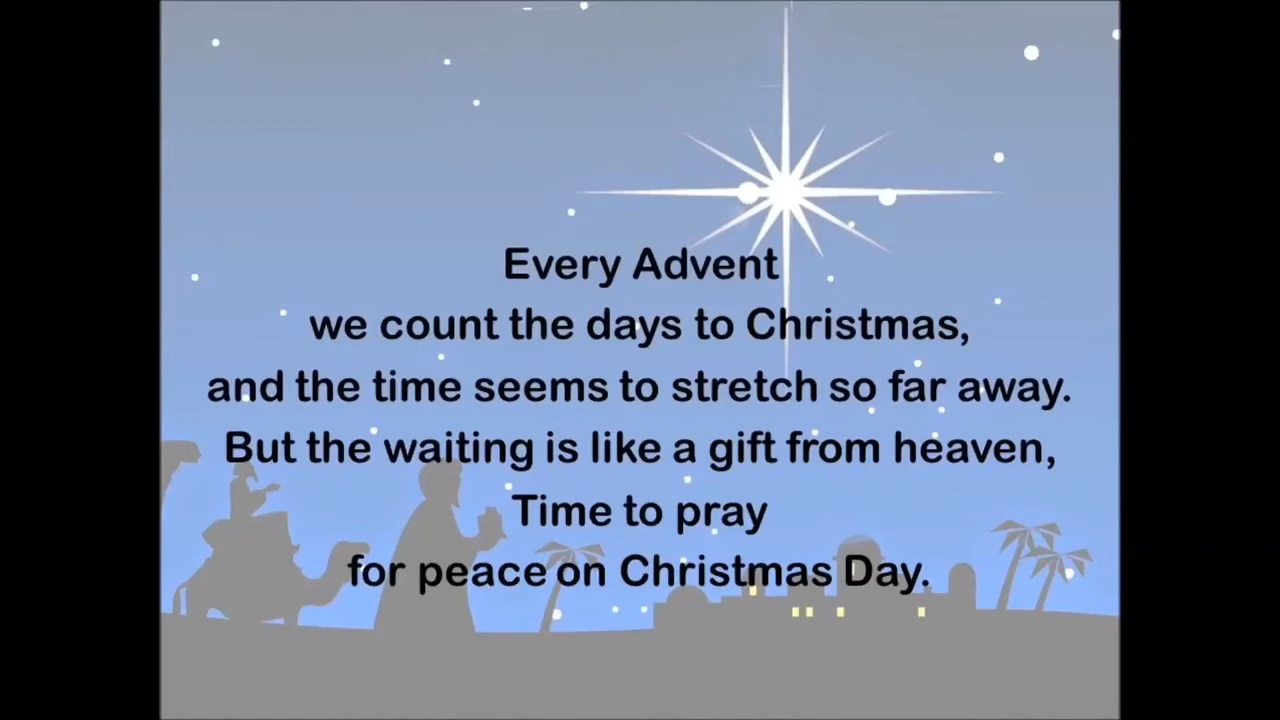 Every Advent
we count the days to Christmas,
and the time seems to stretch so far away.
But the waiting is like a gift from heaven,
Time to pray
for peace on Christmas Day.